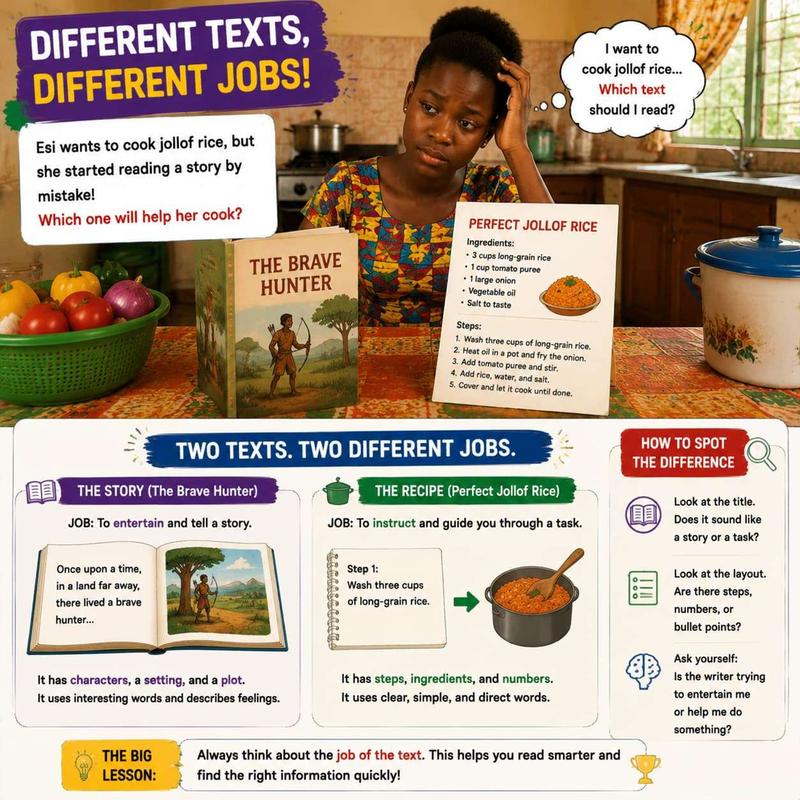 DIFFERENT TEXTS,
DIFFERENT JOBS!
Esi wants to cook jollof rice, but
she started reading a story by
mistake!
Which one will help her cook?
I want to
cook jollof rice...
Which text
should I read?
THE BRAVE
HUNTER
PERFECT JOLLOF RICE
Ingredients:
• 3 cups long-grain rice
• 1 cup tomato puree
• 1 large onion
• Vegetable oil
• Salt to taste
Steps:
1. Wash three cups of long-grain rice.
2. Heat oil in a pot and fry the onion.
3. Add tomato puree and stir.
4. Add rice, water, and salt.
5. Cover and let it cook until done.
TWO TEXTS. TWO DIFFERENT JOBS.
THE STORY (The Brave Hunter)
JOB: To entertain and tell a story.
Once upon a time,
in a land far away,
there lived a brave
hunter...
It has characters, a setting, and a plot.
It uses interesting words and describes feelings.
THE RECIPE (Perfect Jollof Rice)
JOB: To instruct and guide you through a task.
Step 1:
Wash three cups
of long-grain rice.
It has steps, ingredients, and numbers.
It uses clear, simple, and direct words.
HOW TO SPOT
THE DIFFERENCE
Look at the title.
Does it sound like
a story or a task?
Look at the layout.
Are there steps,
numbers, or
bullet points?
Ask yourself:
Is the writer trying
to entertain me
or help me do
something?
THE BIG
LESSON:
Always think about the job of the text. This helps you read smarter and
find the right information quickly!